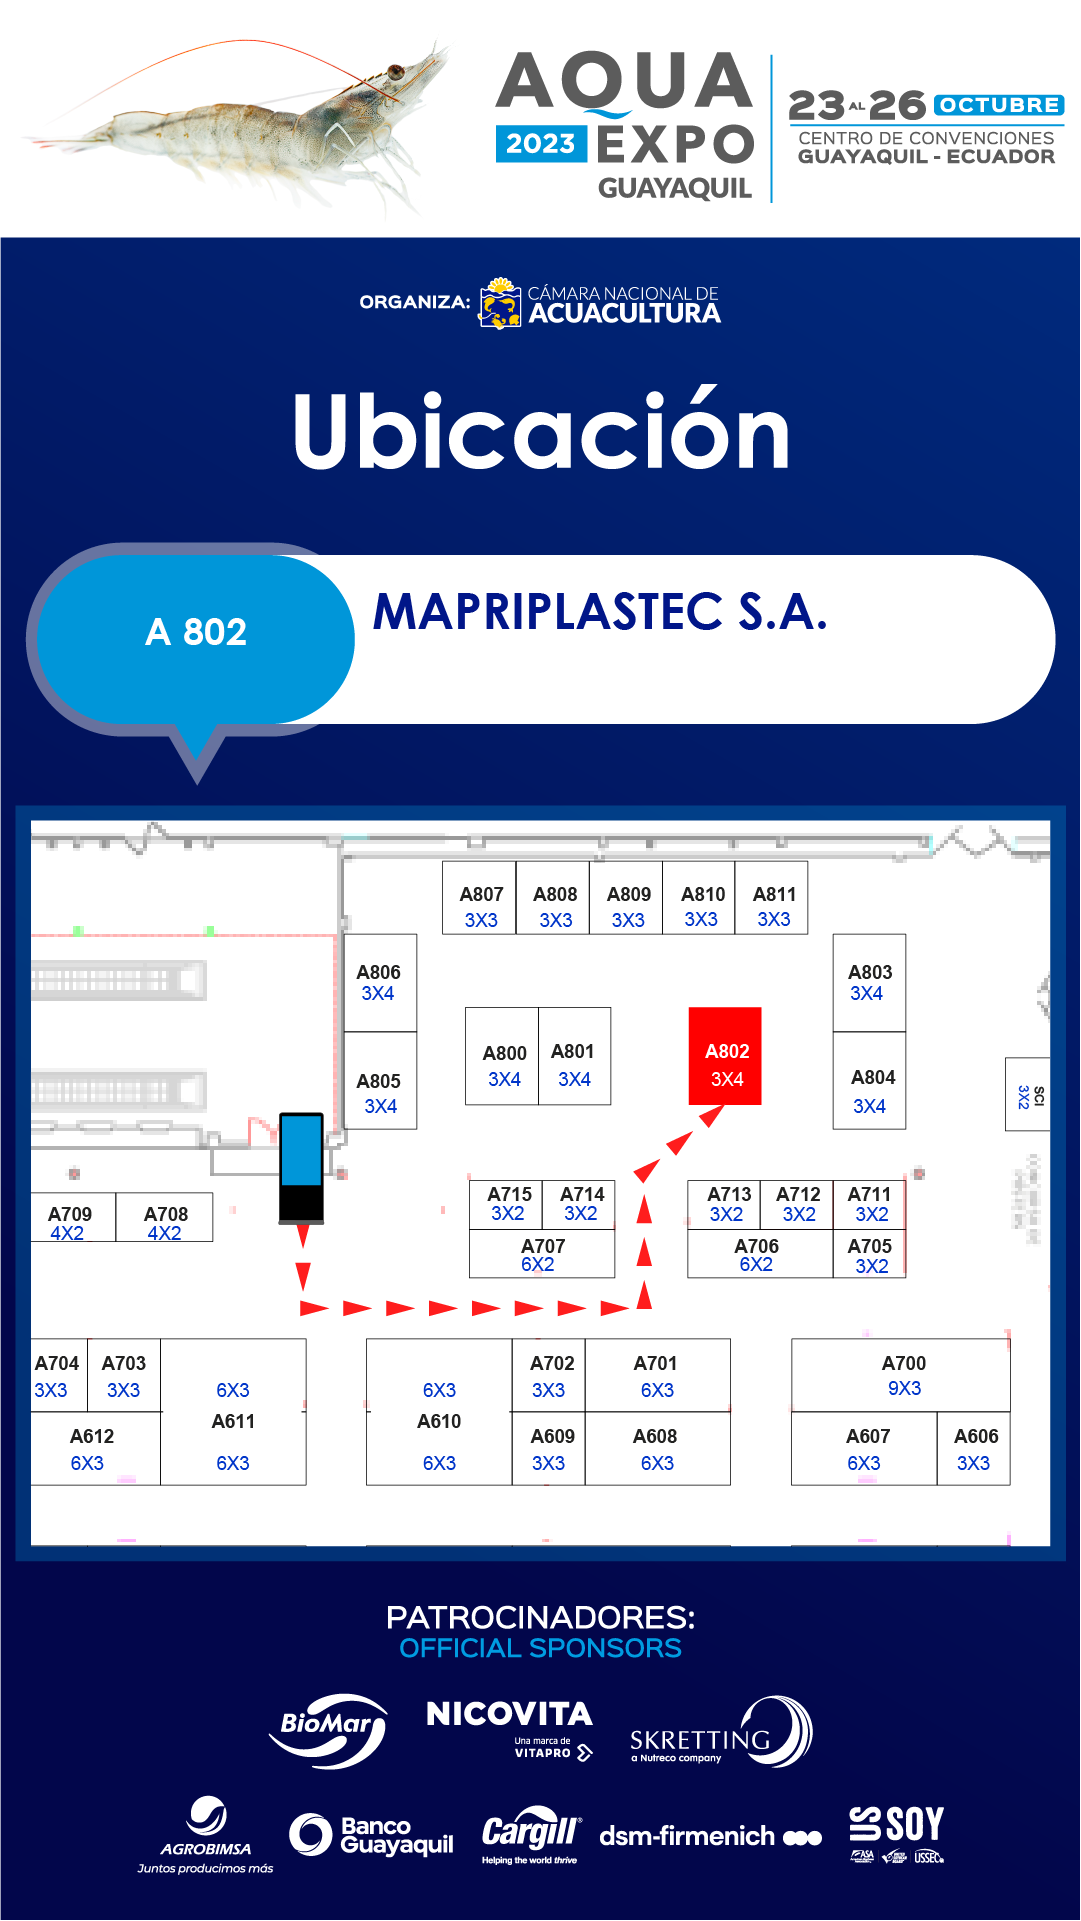 AQUA
2023 EXPO
GUAYAQUIL
23 AL 26 OCTUBRE
CENTRO DE CONVENCIONES
GUAYAQUIL - ECUADOR
ORGANIZA:
CÁMARA NACIONAL DE
ACUACULTURA
Ubicación
A 802
MAPRIPLASTEC S.A.
A807 A808 A809 A810 A811
3X3 3X3 3X3 3X3 3X3
A806
3X4
A803
3X4
A800 A801 A802
3X4 3X4 3X4
A805
3X4
A804
3X4
SCI
3X2
A709 A708
4X2 4X2
A715 A714
3X2 3X2
A707
6X2
A713 A712 A711
3X2 3X2 3X2
A706 A705
6X2 3X2
A704 A703
3X3 3X3 6X3
A611
A612
6X3 6X3
A702 A701
6X3 3X3 6X3
A610
A609 A608
6X3 3X3 6X3
A700
9X3
A607 A606
6X3 3X3
PATROCINADORES:
OFFICIAL SPONSORS
BioMar
NICOVITA
Una marca de
VITAPRO
SKRETTING
a Nutreco company
AGROBIMSA
Juntos producimos más
Banco
Guayaquil
Cargill®
Helping the world thrive
dsm-firmenich
US SOY
ASA
USSEC